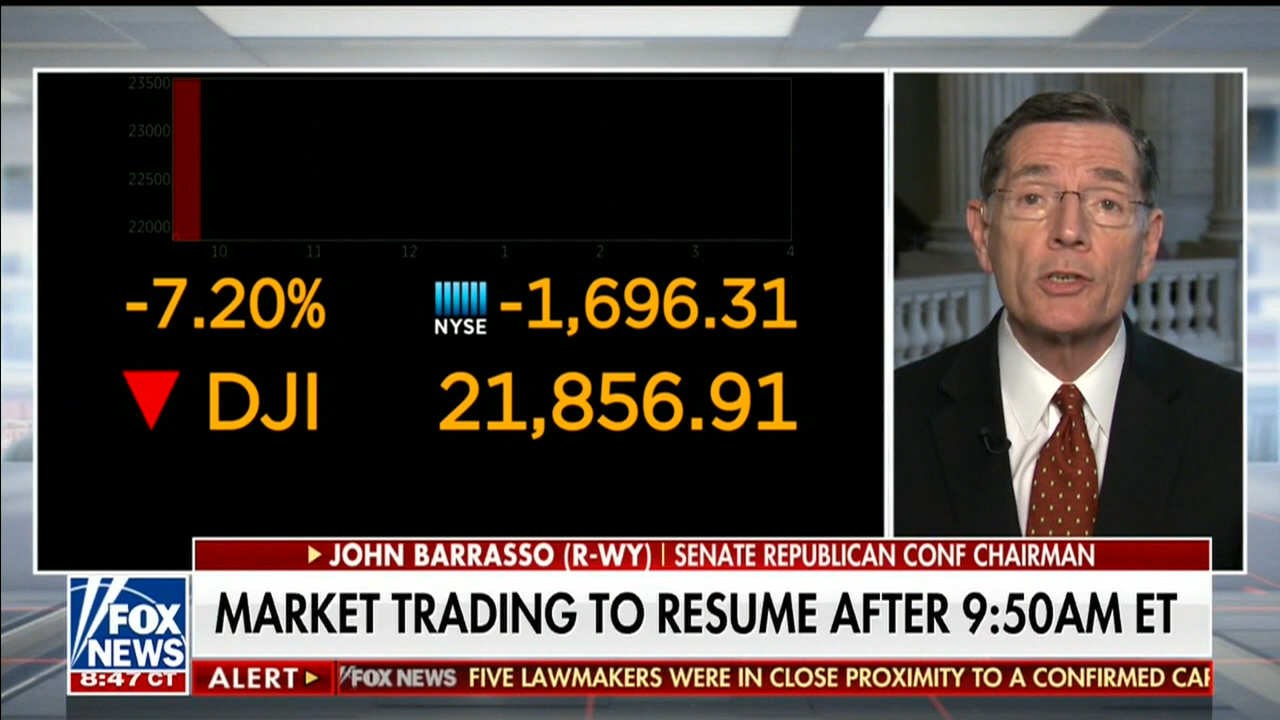 23500
23000
22500
22000
10 11 12 1 2 3 4
-7.20% NYSE -1,696.31
DJI 21,856.91
JOHN BARRASSO (R-WY) | SENATE REPUBLICAN CONF CHAIRMAN
MARKET TRADING TO RESUME AFTER 9:50AM ET
FOX
NEWS
8:47 CT
ALERT FOX NEWS FIVE LAWMAKERS WERE IN CLOSE PROXIMITY TO A CONFIRMED